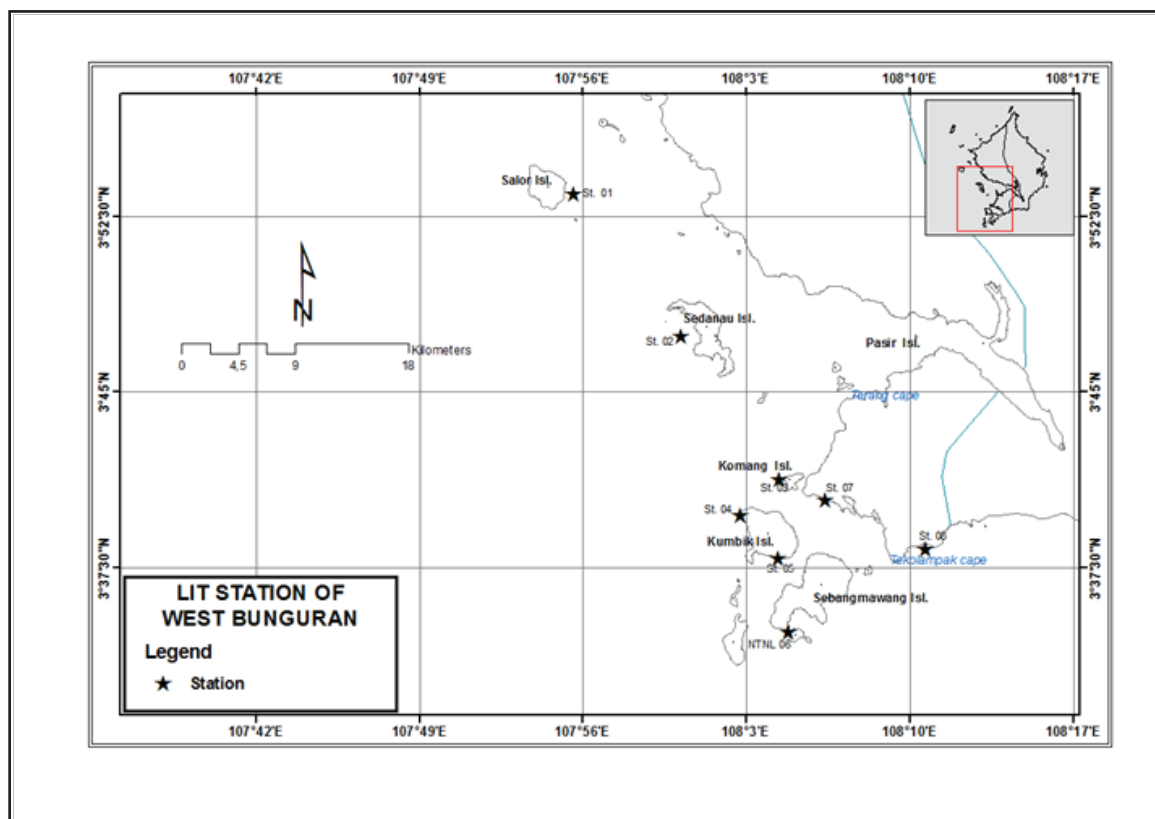 107°42'E 107°49'E 107°56'E 108°3'E 108°10'E 108°17'E
Salor Isl.
St. 01
3°52'30"N
3°52'30"N
N
Sedanau Isl.
St. 02
Pasir Isl.
Kilometers
0 4,5 9 18
3°45'N
3°45'N
Terang cape
Komang Isl.
St. 03
St. 07
St. 04
Kumbik Isl.
St. 08
St. 05
Tekolampak cape
3°37'30"N
3°37'30"N
Sebangmawang Isl.
NTNL 06
LIT STATION OF
WEST BUNGURAN
Legend
Station
107°42'E 107°49'E 107°56'E 108°3'E 108°10'E 108°17'E